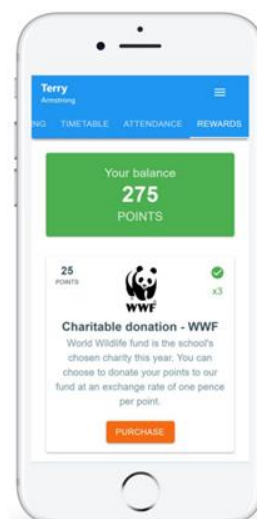 Terry
Armstrong
NG TIMETABLE ATTENDANCE REWARDS
Your balance
275
POINTS
25
POINTS
x3
WWF
Charitable donation - WWF
World Wildlife fund is the school's
chosen charity this year. You can
choose to donate your points to our
fund at an exchange rate of one pence
per point.
PURCHASE